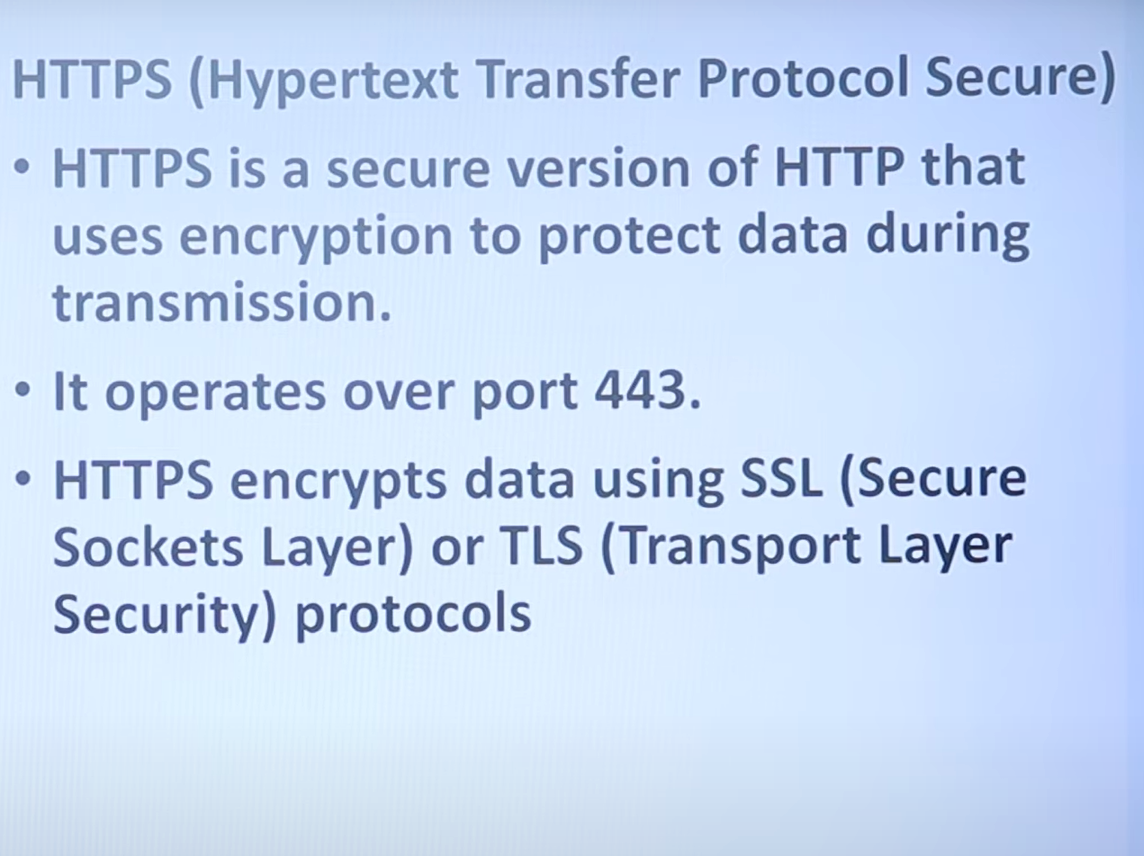 HTTPS (Hypertext Transfer Protocol Secure)
• HTTPS is a secure version of HTTP that
uses encryption to protect data during
transmission.
• It operates over port 443.
• HTTPS encrypts data using SSL (Secure
Sockets Layer) or TLS (Transport Layer
Security) protocols